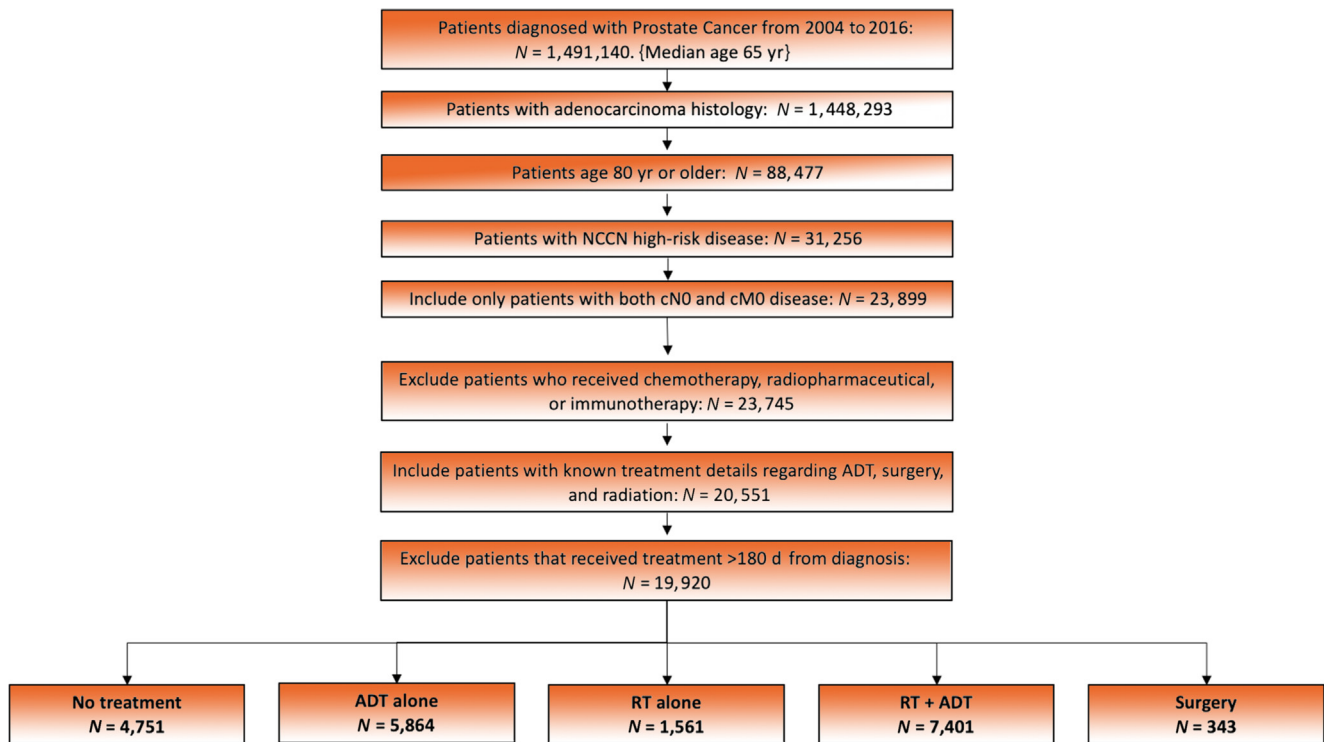 Patients diagnosed with Prostate Cancer from 2004 to 2016:
N = 1,491,140. {Median age 65 yr}
Patients with adenocarcinoma histology: N = 1,448,293
Patients age 80 yr or older: N = 88,477
Patients with NCCN high-risk disease: N = 31,256
Include only patients with both cN0 and cM0 disease: N = 23,899
Exclude patients who received chemotherapy, radiopharmaceutical,
or immunotherapy: N = 23,745
Include patients with known treatment details regarding ADT, surgery,
and radiation: N = 20,551
Exclude patients that received treatment >180 d from diagnosis:
N = 19,920
No treatment
N = 4,751
ADT alone
N = 5,864
RT alone
N = 1,561
RT + ADT
N = 7,401
Surgery
N = 343